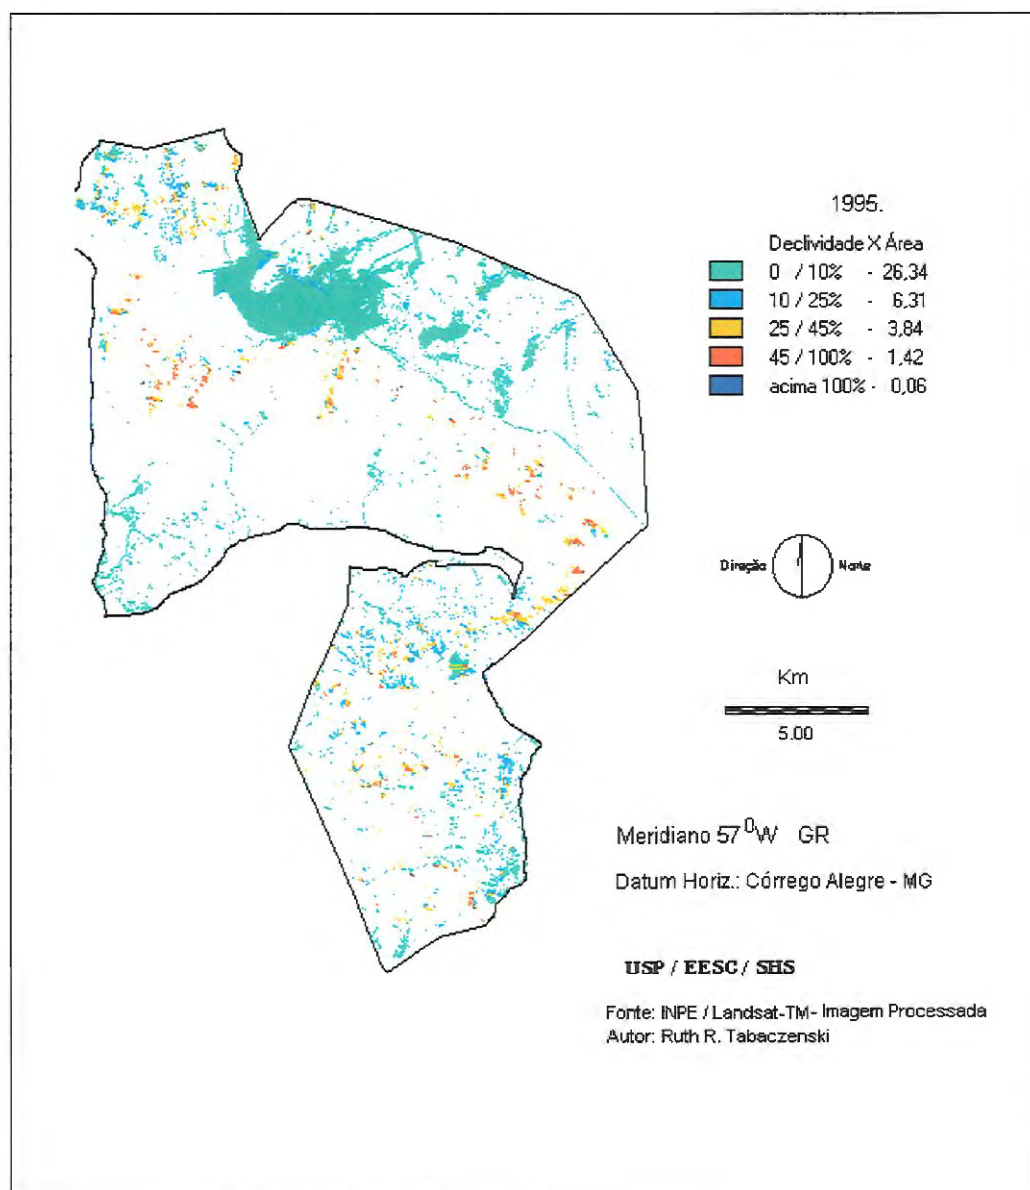 1995.
Declividade X Área
0 / 10% - 26,34
10 / 25% - 6,31
25 / 45% - 3,84
45 / 100% - 1,42
acima 100% - 0,06
Direção Norte
Km
5.00
Meridiano 57⁰W GR
Datum Horiz.: Córrego Alegre - MG
USP / EESC / SHS
Fonte: INPE / Landsat-TM- Imagem Processada
Autor: Ruth R. Tabaczenski